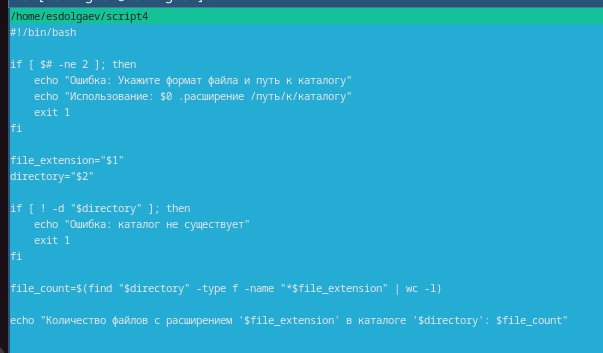 /home/esdolgaev/script4
#!/bin/bash
if [ $# -ne 2 ]; then
echo "Ошибка: Укажите формат файла и путь к каталогу"
echo "Использование: $0 .расширение /путь/к/каталогу"
exit 1
fi
file_extension="$1"
directory="$2"
if [ ! -d "$directory" ]; then
echo "Ошибка: каталог не существует"
exit 1
fi
file_count=$(find "$directory" -type f -name "*$file_extension" | wc -l)
echo "Количество файлов с расширением '$file_extension' в каталоге '$directory': $file_count"